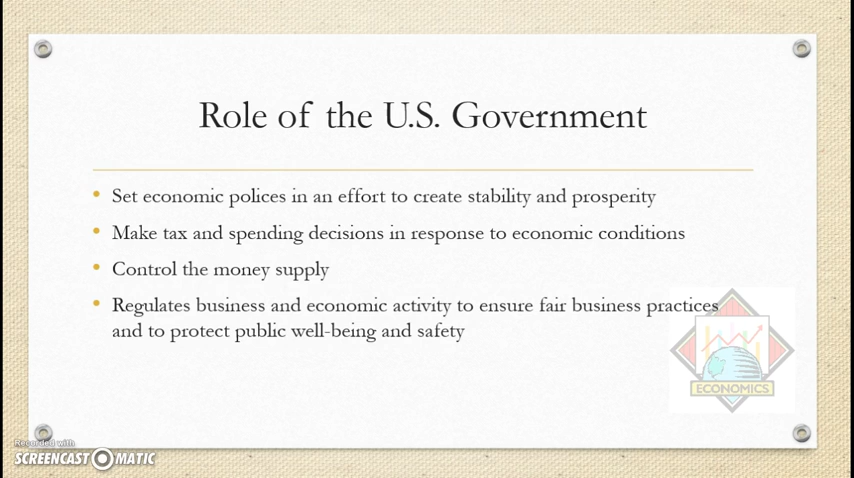 Role of the U.S. Government
Set economic polices in an effort to create stability and prosperity
Make tax and spending decisions in response to economic conditions
Control the money supply
Regulates business and economic activity to ensure fair business practices
and to protect public well-being and safety
ECONOMICS
Recorded with
SCREENCAST MATIC